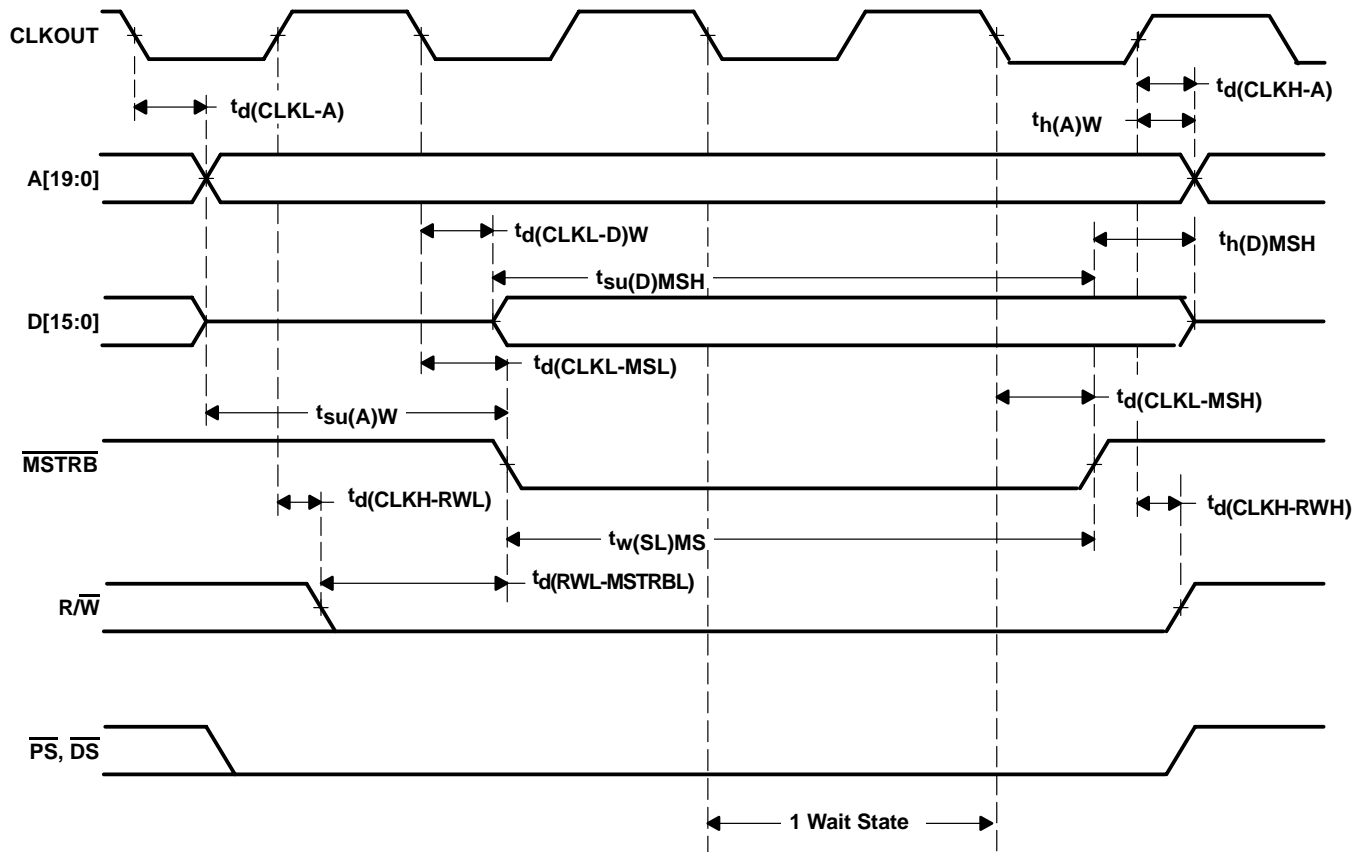 CLKOUT
td(CLKL-A)
td(CLKH-A)
th(A)W
A[19:0]
td(CLKL-D)W
th(D)MSH
tsu(D)MSH
D[15:0]
td(CLKL-MSL)
td(CLKL-MSH)
tsu(A)W
MSTRB
td(CLKH-RWL)
td(CLKH-RWH)
tw(SL)MS
td(RWL-MSTRBL)
R/W
PS, DS
1 Wait State